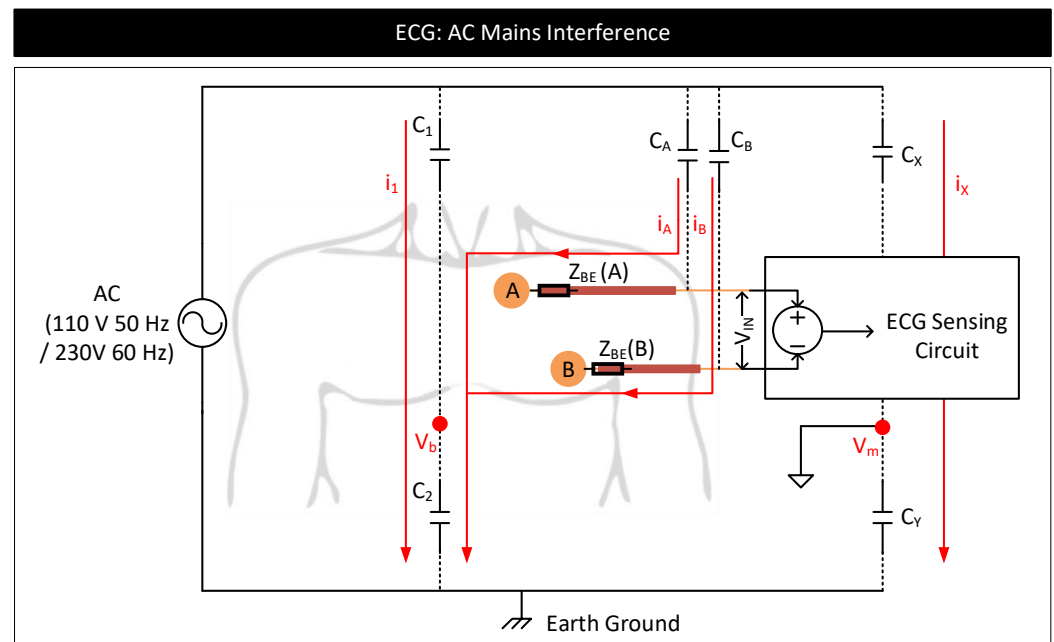 ECG: AC Mains Interference
C1
CA
CB
CX
i1
iA
iB
iX
ZBE (A)
A
AC
(110 V 50 Hz
/ 230V 60 Hz)
VIN
+
−
ECG Sensing
Circuit
ZBE(B)
B
Vb
Vm
C2
CY
Earth Ground